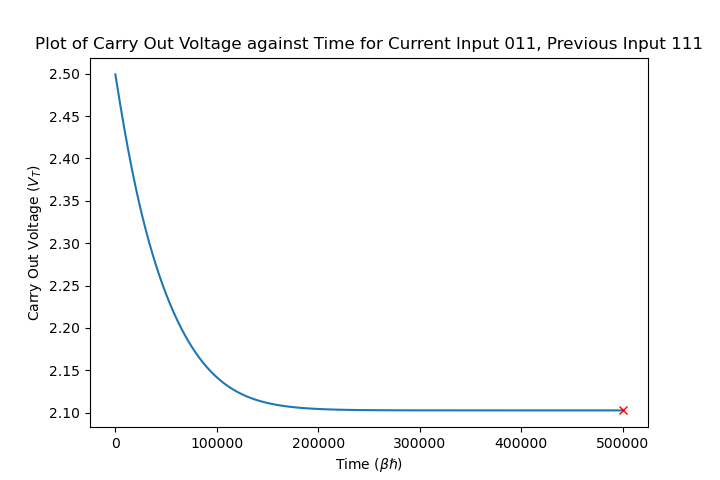 Plot of Carry Out Voltage against Time for Current Input 011, Previous Input 111
2.50
2.45
2.40
2.35
2.30
2.25
2.20
2.15
2.10
Carry Out Voltage (V_T)
0 100000 200000 300000 400000 500000
Time (βℏ)